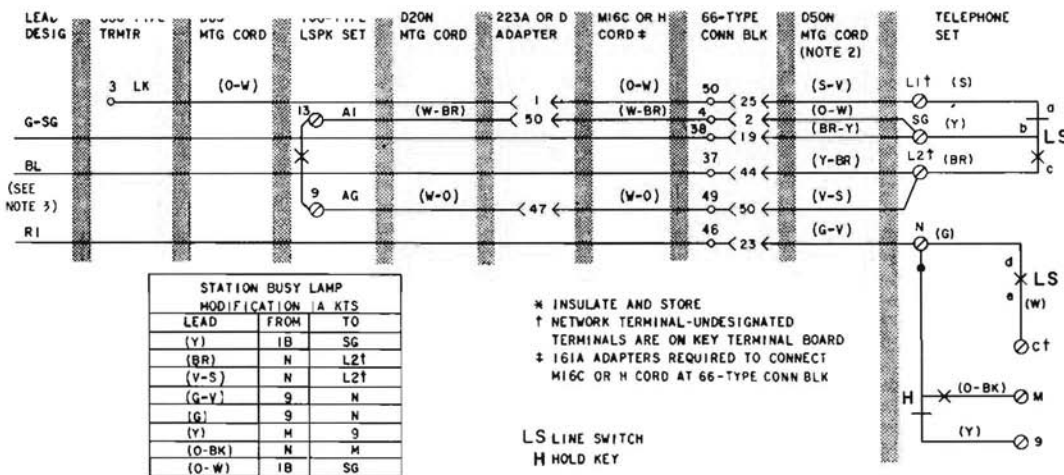 LEAD DESIG
TRMTR
MTG CORD
LSPK SET
D20N MTG CORD
223A OR D ADAPTER
M16C OR H CORD ‡
66-TYPE CONN BLK
D50N MTG CORD (NOTE 2)
TELEPHONE SET
3 LK (O-W) 1 (O-W) 50 25 (S-V) L1† (S)
13 A1 (W-BR) 50 (W-BR) 4 2 (O-W) SG a
G-SG 38 19 (BR-Y) (Y) b LS
BL 37 44 (Y-BR) L2† (BR) c
(SEE NOTE 3) 9 AG (W-O) 47 (W-O) 49 50 (V-S)
R1 46 23 (G-V) N (G)
d LS
e (W)
C†
H (O-BK) M
(Y) 9
STATION BUSY LAMP
MODIFICATION 1A KTS
LEAD FROM TO
(Y) 1B SG
(BR) N L2†
(V-S) N L2†
(G-V) 9 N
(G) 9 N
(Y) M 9
(O-BK) N M
(O-W) 1B SG
* INSULATE AND STORE
† NETWORK TERMINAL-UNDESIGNATED
TERMINALS ARE ON KEY TERMINAL BOARD
‡ 161A ADAPTERS REQUIRED TO CONNECT
M16C OR H CORD AT 66-TYPE CONN BLK
LS LINE SWITCH
H HOLD KEY